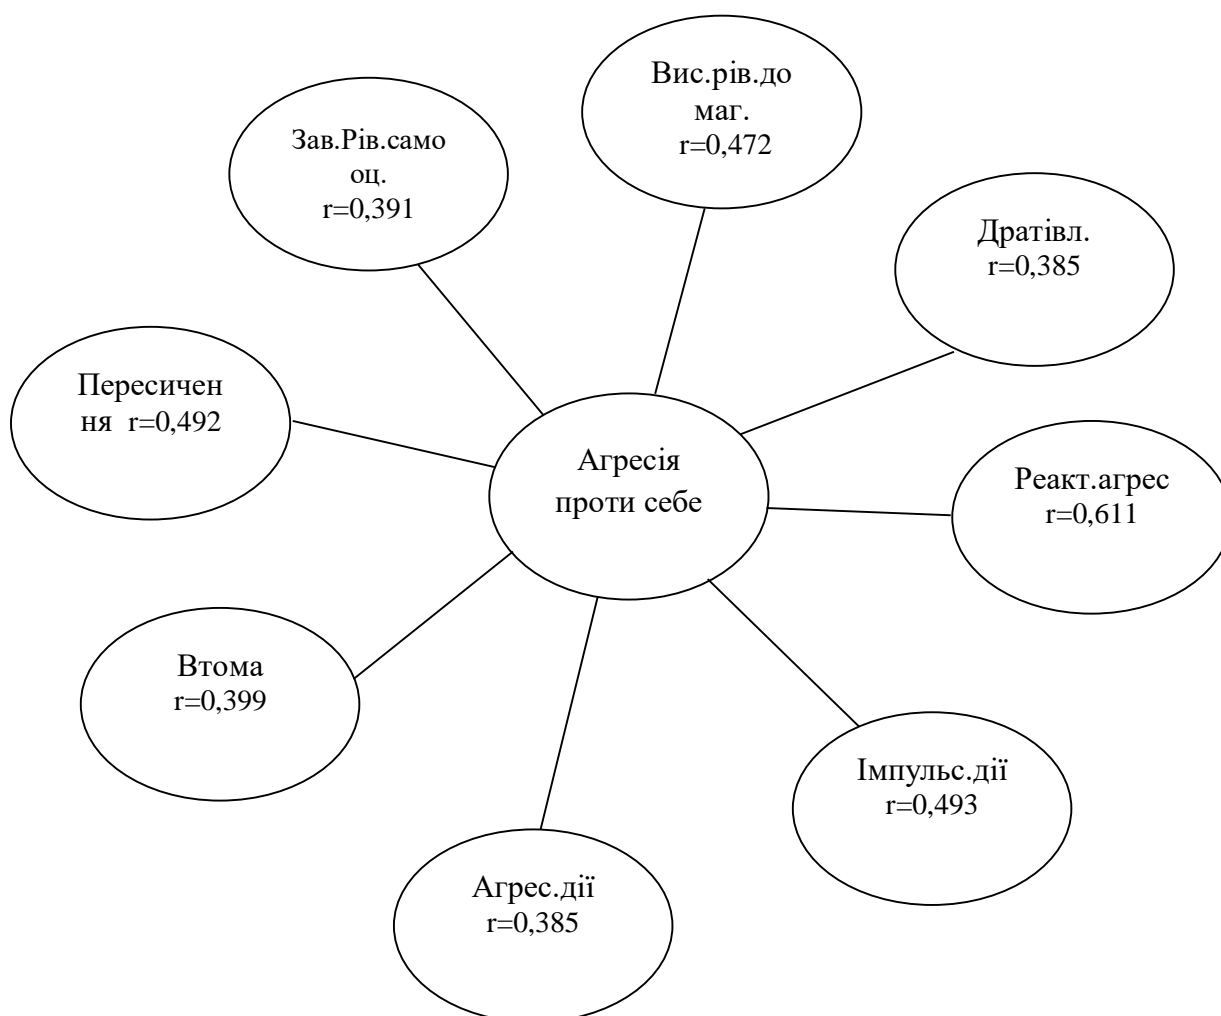 Вис.рів.до
маг.
r=0,472
Зав.Рів.само
оц.
r=0,391
Дратівл.
r=0,385
Пересичен
ня r=0,492
Агресія
проти себе
Реакт.агрес
r=0,611
Втома
r=0,399
Імпульс.дії
r=0,493
Агрес.дії
r=0,385